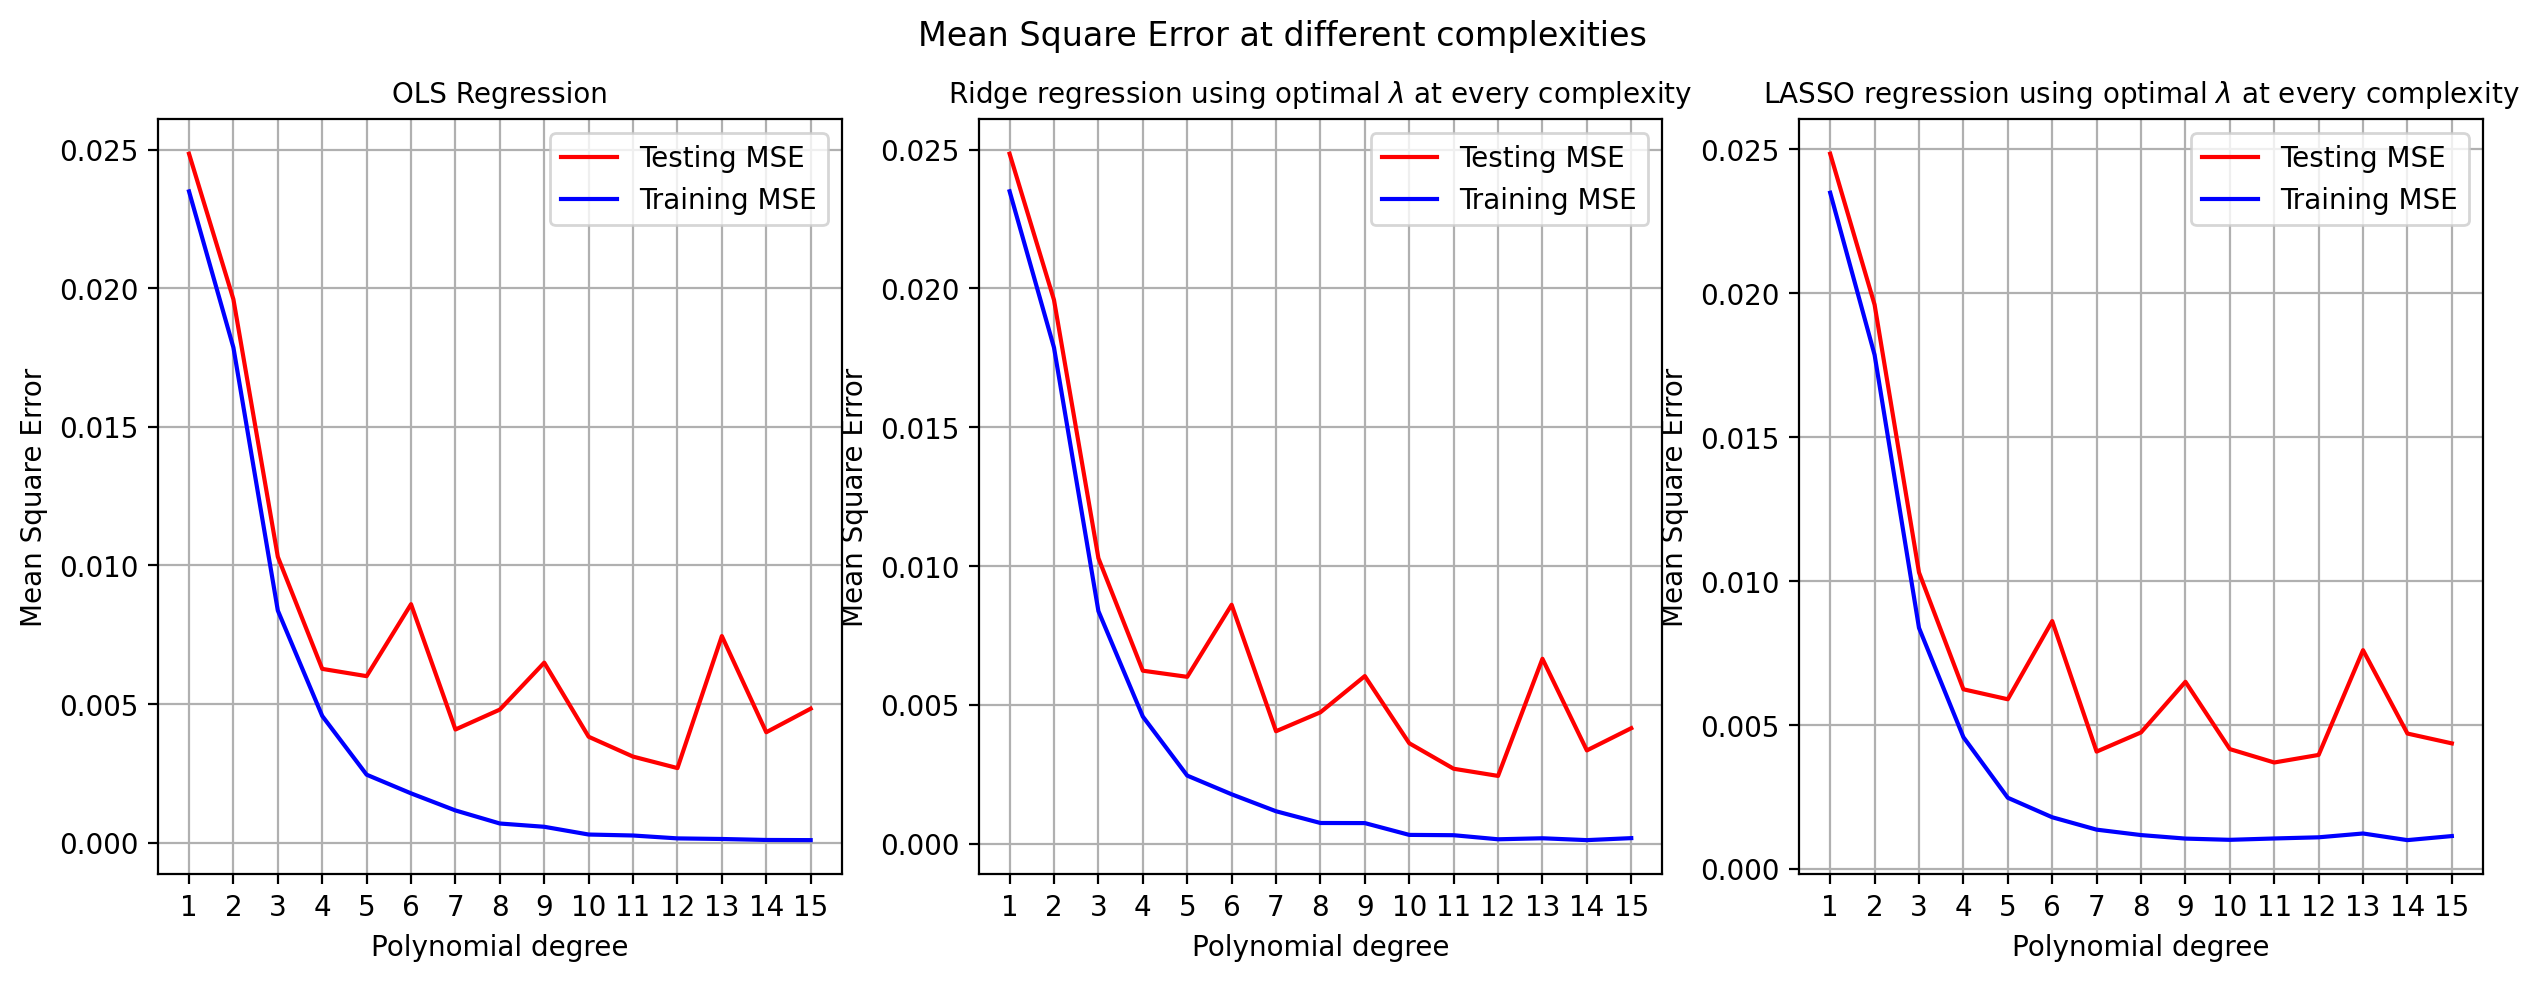 Mean Square Error at different complexities
OLS Regression
Mean Square Error
0.025
0.020
0.015
0.010
0.005
0.000
Testing MSE
Training MSE
1 2 3 4 5 6 7 8 9 10 11 12 13 14 15
Polynomial degree
Ridge regression using optimal λ at every complexity
Mean Square Error
0.025
0.020
0.015
0.010
0.005
0.000
Testing MSE
Training MSE
1 2 3 4 5 6 7 8 9 10 11 12 13 14 15
Polynomial degree
LASSO regression using optimal λ at every complexity
Mean Square Error
0.025
0.020
0.015
0.010
0.005
0.000
Testing MSE
Training MSE
1 2 3 4 5 6 7 8 9 10 11 12 13 14 15
Polynomial degree